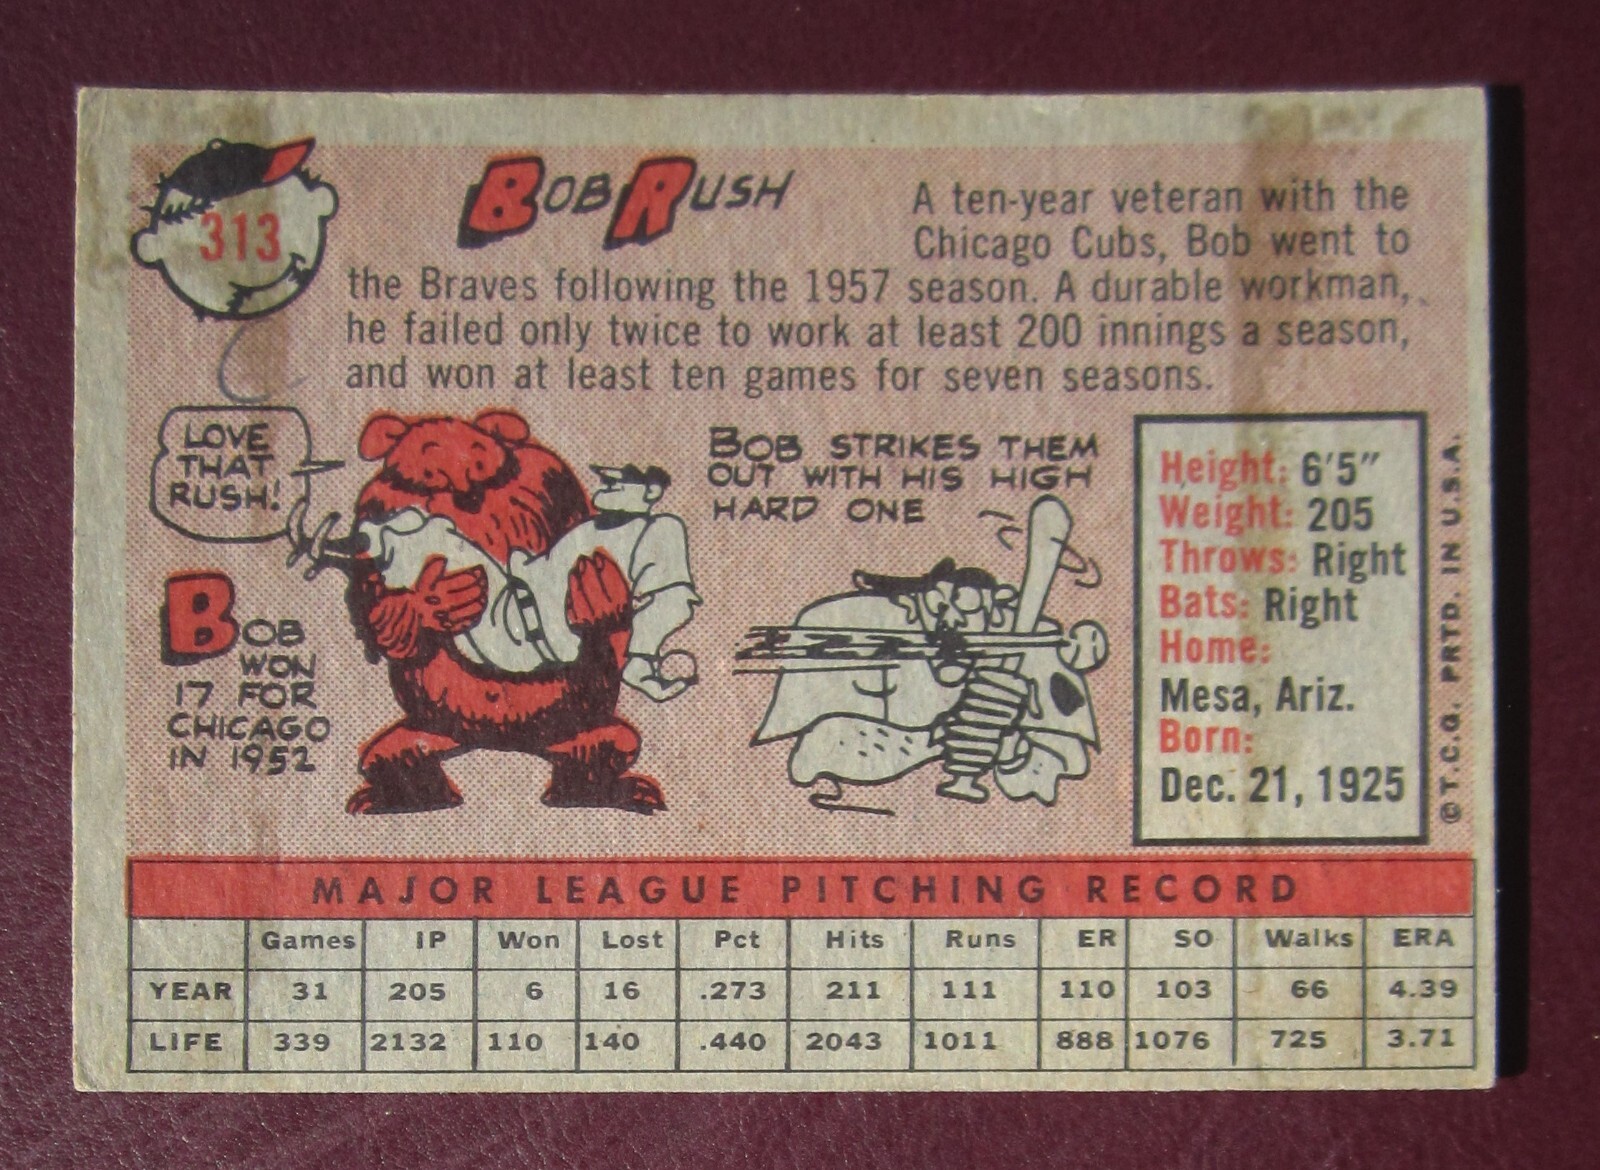 313
BOB RUSH
A ten-year veteran with the
Chicago Cubs, Bob went to
the Braves following the 1957 season. A durable workman,
he failed only twice to work at least 200 innings a season,
and won at least ten games for seven seasons.
LOVE
THAT
RUSH!
BOB
WON
17 FOR
CHICAGO
IN 1952
BOB STRIKES THEM
OUT WITH HIS HIGH
HARD ONE
ZZZZ
Height: 6'5"
Weight: 205
Throws: Right
Bats: Right
Home:
Mesa, Ariz.
Born:
Dec. 21, 1925
©T.C.G. PRTD. IN U.S.A.
MAJOR LEAGUE PITCHING RECORD
Games IP Won Lost Pct Hits Runs ER SO Walks ERA
YEAR 31 205 6 16 .273 211 111 110 103 66 4.39
LIFE 339 2132 110 140 .440 2043 1011 888 1076 725 3.71